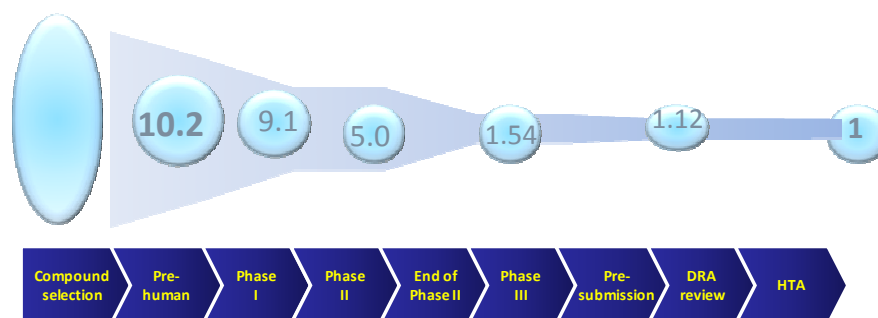 10.2
9.1
5.0
1.54
1.12
1
Compound
selection
Pre-
human
Phase
I
Phase
II
End of
Phase II
Phase
III
Pre-
submission
DRA
review
HTA